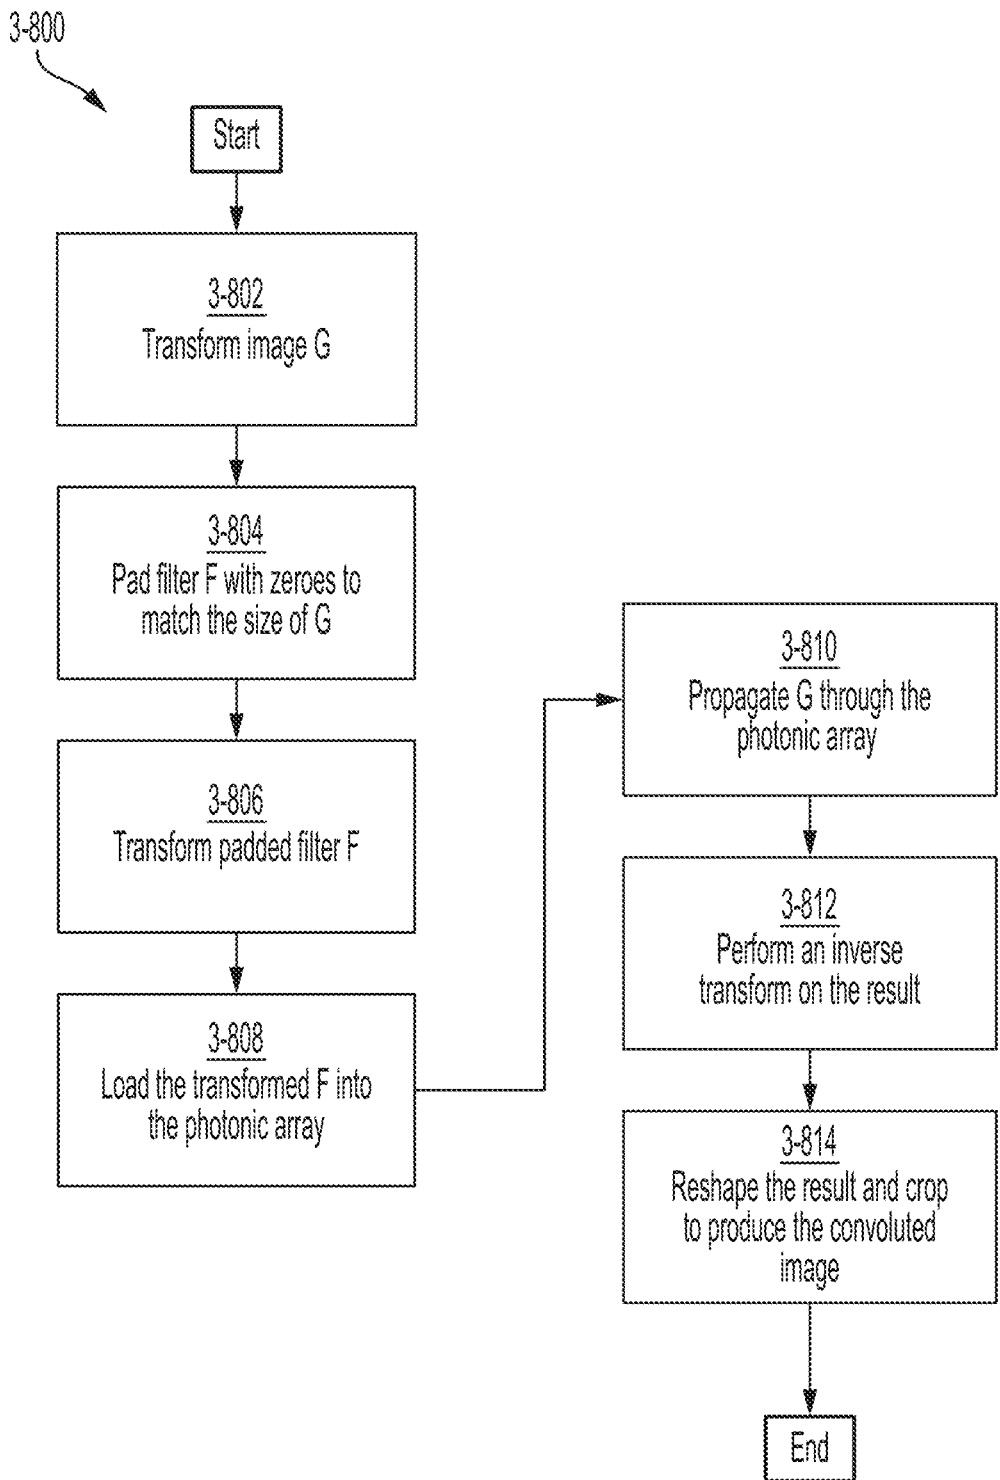 3-800
Start
3-802
Transform image G
3-804
Pad filter F with zeroes to
match the size of G
3-806
Transform padded filter F
3-808
Load the transformed F into
the photonic array
3-810
Propagate G through the
photonic array
3-812
Perform an inverse
transform on the result
3-814
Reshape the result and crop
to produce the convoluted
image
End